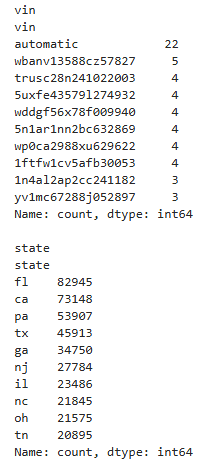 vin
vin
automatic 22
wbanv13588cz57827 5
trusc28n241022003 4
5uxfe43579l274932 4
wddgf56x78f009940 4
5n1ar1nn2bc632869 4
wp0ca2988xu629622 4
1ftfw1cv5afb30053 4
1n4al2ap2cc241182 3
yv1mc67288j052897 3
Name: count, dtype: int64
state
state
fl 82945
ca 73148
pa 53907
tx 45913
ga 34750
nj 27784
il 23486
nc 21845
oh 21575
tn 20895
Name: count, dtype: int64